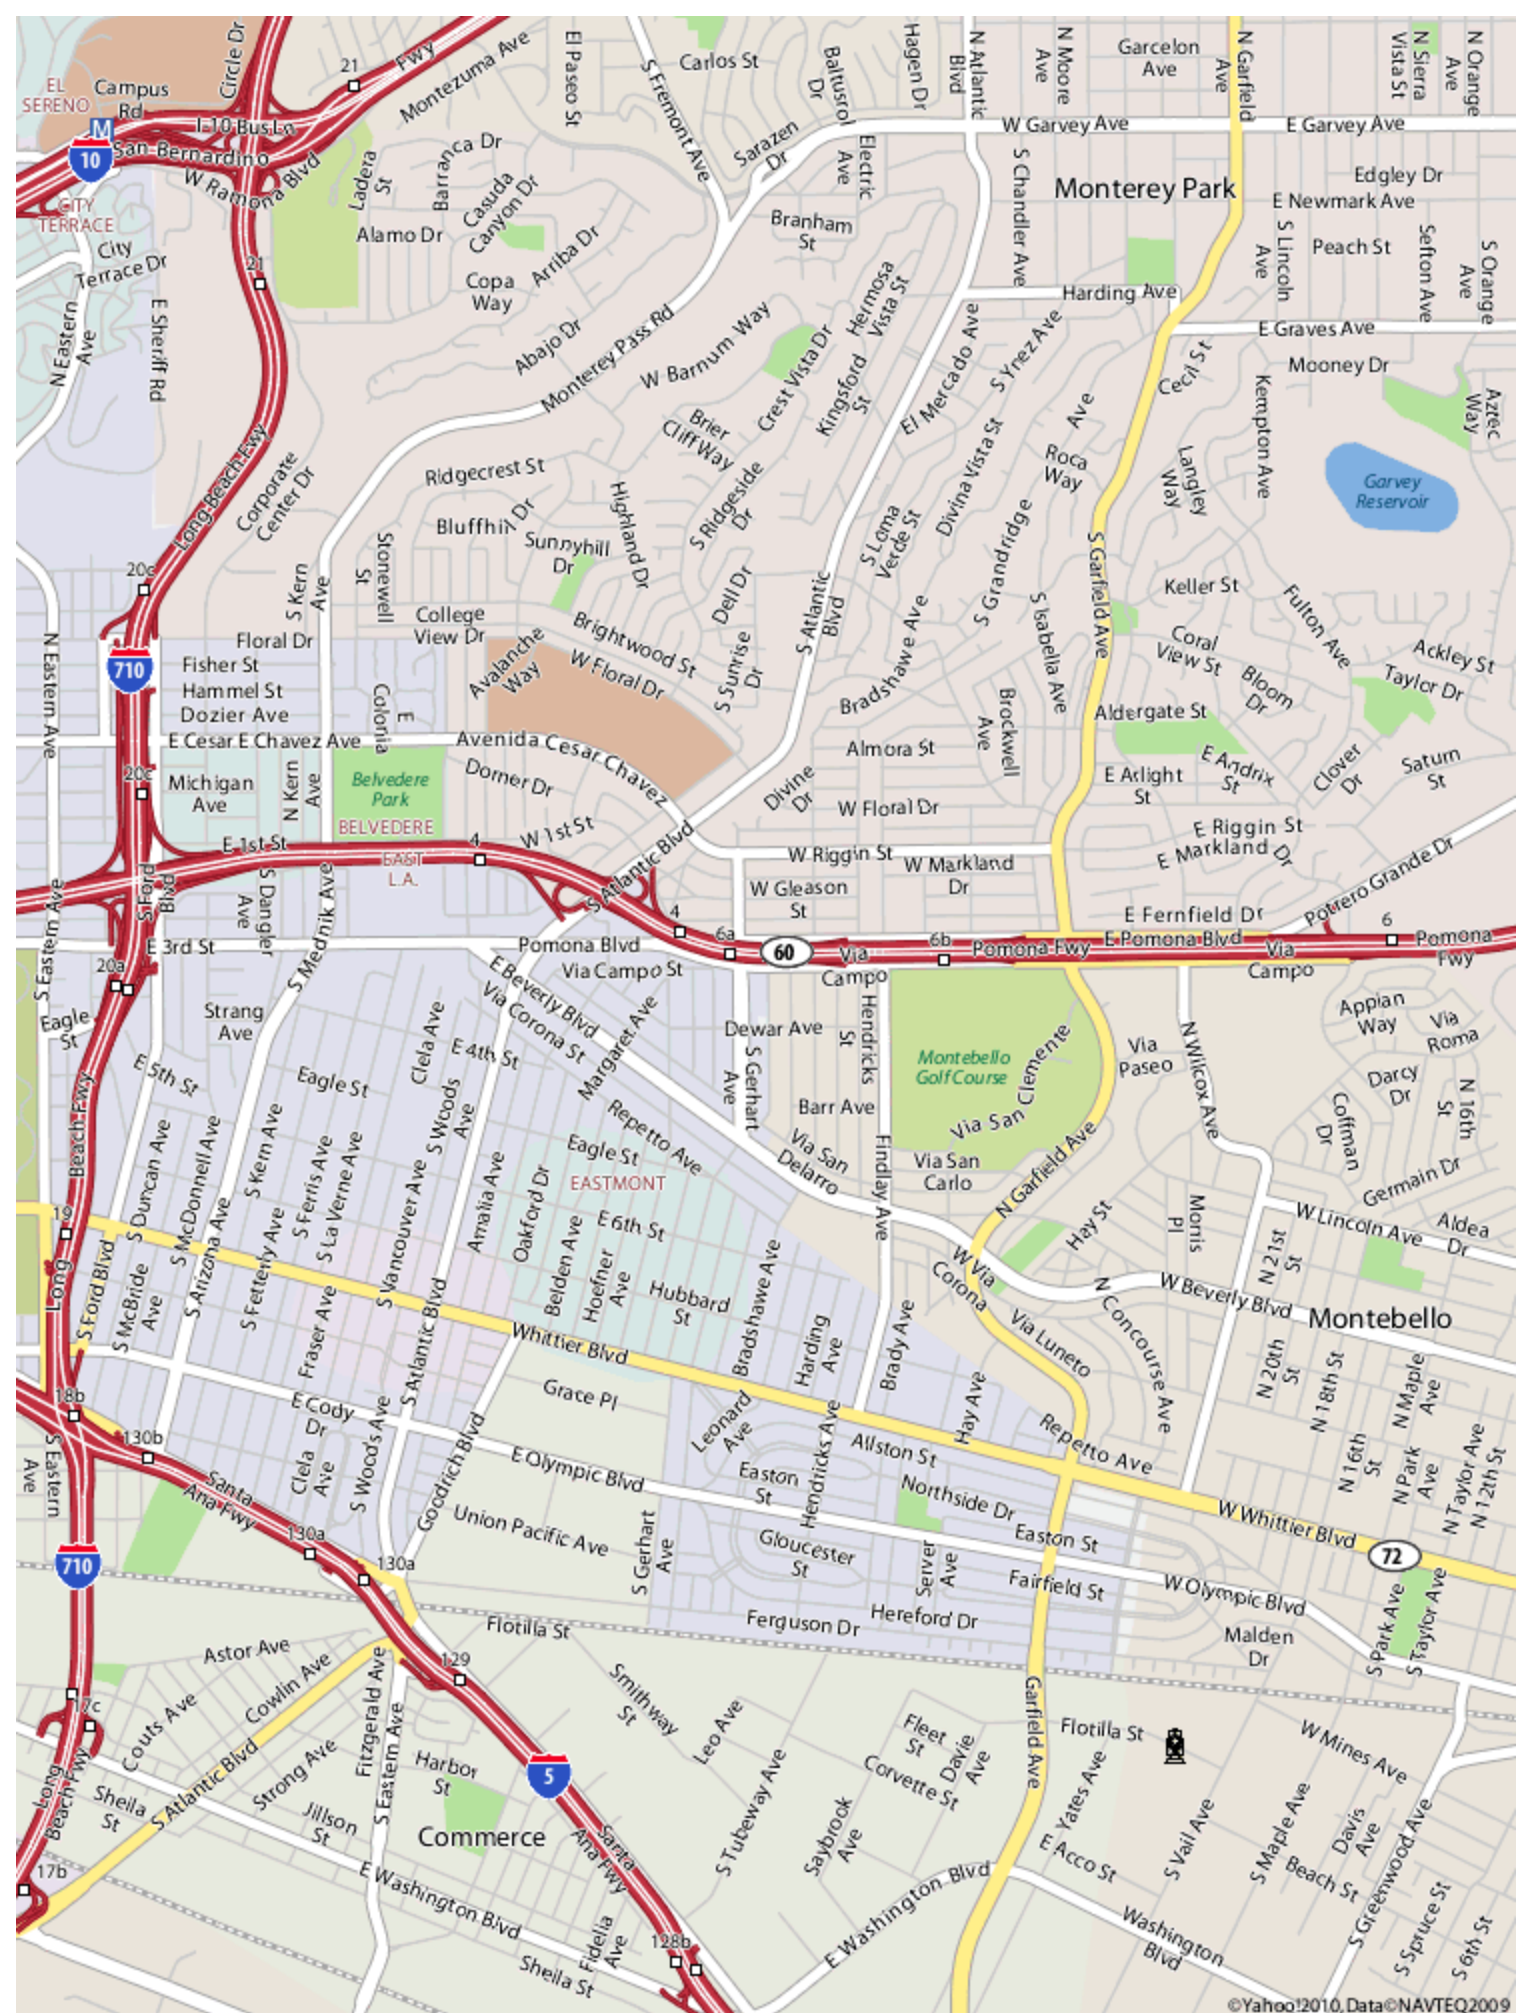 Circle Dr
21
Fwy
Montezuma Ave
El Paseo St
S Fremont Ave
Carlos St
Baltusrol
Dr
Hagen Dr
N Atlantic
Blvd
N Moore
Ave
Garcelon
Ave
N Garfield
Ave
N Sierra
Vista St
N Orange
Ave
EL
SERENO
Campus
Rd
M
I-10 Bus Ln
10
San Bernardino
W Ramona Blvd
Ladera
St
Barranca Dr
Casuda
Canyon Dr
Sarazen
Dr
Electric
Ave
W Garvey Ave
E Garvey Ave
S Chandler Ave
Monterey Park
Edgley Dr
E Newmark Ave
CITY
TERRACE
City
Terrace Dr
Alamo Dr
Arriba Dr
Branham
St
S Lincoln
Ave
Peach St
Sefton Ave
S Orange
Ave
21
Copa
Way
Hermosa
Vista St
Harding Ave
E Graves Ave
N Eastern
Ave
E Sheriff Rd
Abajo Dr
Monterey Pass Rd
W Barnum Way
Crest Vista Dr
Kingsford
St
El Mercado Ave
S Ynez Ave
Cecil St
Mooney Dr
Kempton Ave
Aztec
Way
Brier
Cliff Way
Ave
Long Beach Fwy
Corporate
Center Dr
Ridgecrest St
Divina Vista St
Roca
Way
Langley
Way
Garvey
Reservoir
Bluffhill Dr
Highland Dr
S Ridgeside
Dr
S Loma
Verde St
S Grandridge
Sunnyhill
Dr
S Garfield Ave
20c
S Kern
Ave
Stonewell
St
Dell Dr
S Atlantic
Blvd
Bradshawe Ave
S Isabella Ave
Keller St
Fulton Ave
College
View Dr
Brightwood St
N Eastern Ave
Floral Dr
Fisher St
Hammel St
Dozier Ave
710
Avalanche
Way
W Floral Dr
S Sunrise
Dr
Coral
View St
Bloom
Dr
Ackley St
Taylor Dr
E
Colonia
Brockwell
Ave
Aldergate St
E Cesar E Chavez Ave
Avenida Cesar Chavez
Almora St
E Andrix
St
Clover
Dr
Saturn
St
20c
Michigan
Ave
N Kern
Ave
Belvedere
Park
Dorner Dr
Divine
Dr
E Arlight
St
W Floral Dr
BELVEDERE
W 1st St
S Atlantic Blvd
E Riggin St
E Markland
Dr
E 1st St
4
EAST
L.A.
W Riggin St
W Markland
Dr
Potrero Grande Dr
S Ford
Blvd
S Dangler
Ave
S Mednik Ave
W Gleason
St
E Fernfield Dr
S Eastern Ave
4
6a
60
6b
6
E 3rd St
Pomona Blvd
Via
Campo
Pomona Fwy
E Pomona Blvd
Via
Campo
Pomona
Fwy
20a
Via Campo St
E Beverly Blvd
Via Corona St
Eagle
St
Strang
Ave
Clela Ave
E 4th St
Margaret Ave
Dewar Ave
Hendricks
St
Montebello
Golf Course
Via San Clemente
Via
Paseo
N Wilcox Ave
Appian
Way
Via
Roma
E 5th St
Eagle St
S Gerhart
Ave
Darcy
Dr
N 16th
St
Beach Fwy
S Woods
Ave
Repetto Ave
Barr Ave
Coffman
Dr
S Duncan Ave
S McDonnell Ave
S Kern Ave
S Ferris Ave
S La Verne Ave
S Vancouver Ave
Amalia Ave
Eagle St
EASTMONT
Via San
Delarro
Findlay Ave
Via San
Carlo
N Garfield Ave
Germain Dr
19
S Arizona Ave
S Fetterly Ave
Oakford Dr
E 6th St
Belden Ave
Hoefner
Ave
Hubbard
St
Bradshawe Ave
Hay St
Morris
Pl
W Lincoln Ave
Aldea
Dr
N 21st
St
Long
S Ford Blvd
S McBride
Ave
Fraser Ave
S Atlantic Blvd
Whittier Blvd
Harding
Ave
Brady Ave
W Via
Corona
Via Luneto
N Concourse Ave
W Beverly Blvd
Montebello
N 20th
St
N 18th St
N Maple
Ave
18b
130b
E Cody
Dr
Grace Pl
Leonard
Ave
Hay Ave
Repetto Ave
S Eastern
Ave
Santa
Ana Fwy
Clela
Ave
S Woods Ave
Goodrich Blvd
E Olympic Blvd
Easton
St
Hendricks Ave
Allston St
Northside Dr
N 16th
St
N Park
Ave
N Taylor Ave
N 12th St
W Whittier Blvd
72
130a
130a
Union Pacific Ave
S Gerhart
Ave
Gloucester
St
Server
Ave
Easton St
Fairfield St
W Olympic Blvd
710
Ferguson Dr
Hereford Dr
S Park Ave
S Taylor Ave
Malden
Dr
Flotilla St
Astor Ave
Cowlin Ave
129
Smithway
St
Garfield Ave
17c
Couts Ave
Fitzgerald Ave
S Eastern Ave
Leo Ave
Fleet
St
Davie
Ave
Flotilla St
W Mines Ave
Long
Beach Fwy
Sheila
St
S Atlantic Blvd
Strong Ave
Harbor
St
5
S Tubeway Ave
Corvette St
Yates Ave
Jillson
St
Commerce
Santa
Ana Fwy
Saybrook
Ave
E Acco St
S Vail Ave
S Maple Ave
Davis
Ave
Beach St
S Greenwood Ave
17b
E Washington Blvd
E Washington Blvd
Washington
Blvd
S Spruce St
S 6th St
Fidelia
Ave
128b
Sheila St
©Yahoo!2010, Data©NAVTEQ2009